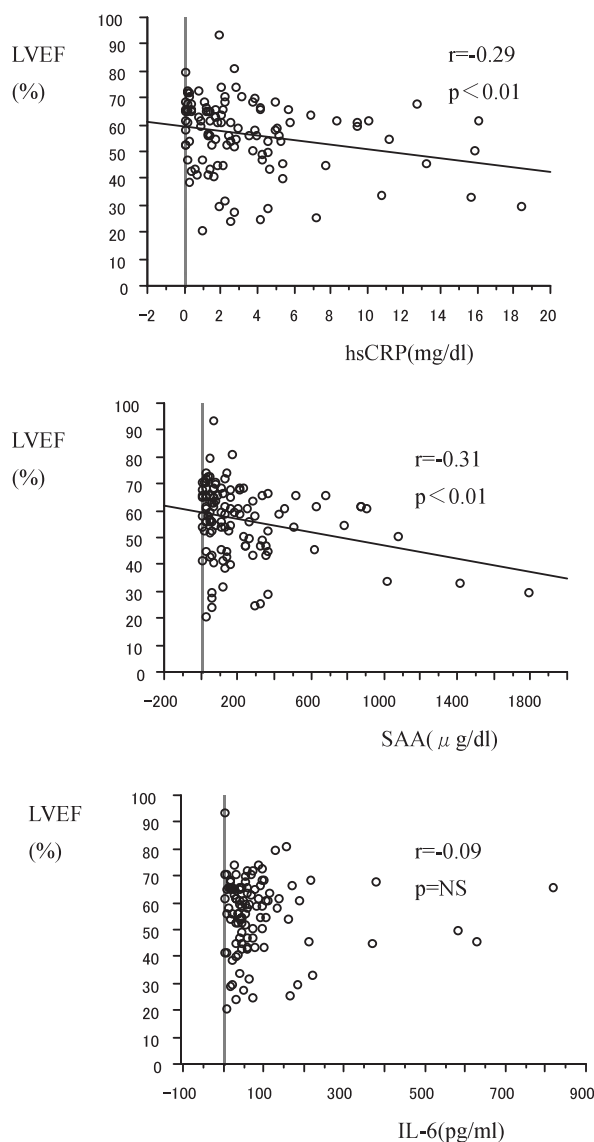 LVEF
(%)
100
90
80
70
60
50
40
30
20
10
0
r=-0.29
p<0.01
-2 0 2 4 6 8 10 12 14 16 18 20
hsCRP(mg/dl)
LVEF
(%)
100
90
80
70
60
50
40
30
20
10
0
r=-0.31
p<0.01
-200 200 600 1000 1400 1800
SAA( μ g/dl)
LVEF
(%)
100
90
80
70
60
50
40
30
20
10
0
r=-0.09
p=NS
-100 100 300 500 700 900
IL-6(pg/ml)